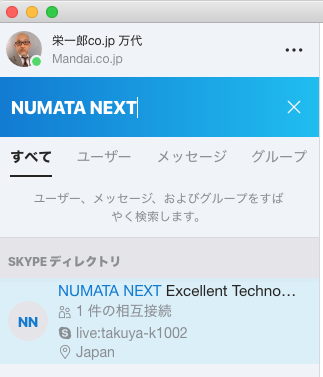 栄一郎co.jp 万代
Mandai.co.jp
NUMATA NEXT
すべて ユーザー メッセージ グループ
ユーザー、メッセージ、およびグループをすば
やく検索します。
SKYPE ディレクトリ
NN
NUMATA NEXT Excellent Techno…
1 件の相互接続
live:takuya-k1002
Japan